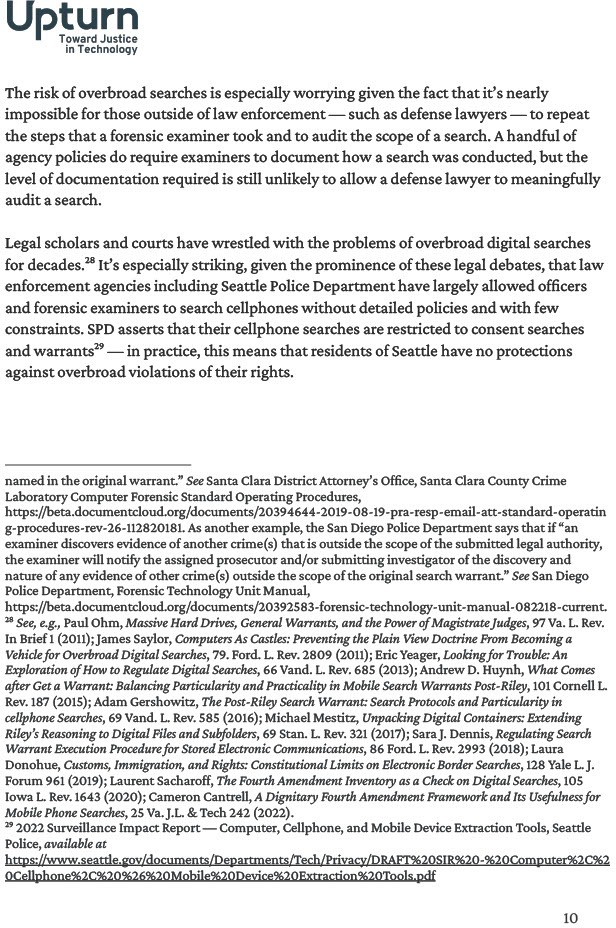 Upturn
Toward Justice
in Technology
The risk of overbroad searches is especially worrying given the fact that it’s nearly
impossible for those outside of law enforcement — such as defense lawyers — to repeat
the steps that a forensic examiner took and to audit the scope of a search. A handful of
agency policies do require examiners to document how a search was conducted, but the
level of documentation required is still unlikely to allow a defense lawyer to meaningfully
audit a search.
Legal scholars and courts have wrestled with the problems of overbroad digital searches
for decades.²⁸ It’s especially striking, given the prominence of these legal debates, that law
enforcement agencies including Seattle Police Department have largely allowed officers
and forensic examiners to search cellphones without detailed policies and with few
constraints. SPD asserts that their cellphone searches are restricted to consent searches
and warrants²⁹ — in practice, this means that residents of Seattle have no protections
against overbroad violations of their rights.
named in the original warrant.” See Santa Clara District Attorney’s Office, Santa Clara County Crime
Laboratory Computer Forensic Standard Operating Procedures,
https://beta.documentcloud.org/documents/20394644-2019-08-19-pra-resp-email-att-standard-operatin
g-procedures-rev-26-112820181. As another example, the San Diego Police Department says that if “an
examiner discovers evidence of another crime(s) that is outside the scope of the submitted legal authority,
the examiner will notify the assigned prosecutor and/or submitting investigator of the discovery and
nature of any evidence of other crime(s) outside the scope of the original search warrant.” See San Diego
Police Department, Forensic Technology Unit Manual,
https://beta.documentcloud.org/documents/20392583-forensic-technology-unit-manual-082218-current.
²⁸ See, e.g., Paul Ohm, Massive Hard Drives, General Warrants, and the Power of Magistrate Judges, 97 Va. L. Rev.
In Brief 1 (2011); James Saylor, Computers As Castles: Preventing the Plain View Doctrine From Becoming a
Vehicle for Overbroad Digital Searches, 79. Ford. L. Rev. 2809 (2011); Eric Yeager, Looking for Trouble: An
Exploration of How to Regulate Digital Searches, 66 Vand. L. Rev. 685 (2013); Andrew D. Huynh, What Comes
after Get a Warrant: Balancing Particularity and Practicality in Mobile Search Warrants Post-Riley, 101 Cornell L.
Rev. 187 (2015); Adam Gershowitz, The Post-Riley Search Warrant: Search Protocols and Particularity in
cellphone Searches, 69 Vand. L. Rev. 585 (2016); Michael Mestitz, Unpacking Digital Containers: Extending
Riley’s Reasoning to Digital Files and Subfolders, 69 Stan. L. Rev. 321 (2017); Sara J. Dennis, Regulating Search
Warrant Execution Procedure for Stored Electronic Communications, 86 Ford. L. Rev. 2993 (2018); Laura
Donohue, Customs, Immigration, and Rights: Constitutional Limits on Electronic Border Searches, 128 Yale L. J.
Forum 961 (2019); Laurent Sacharoff, The Fourth Amendment Inventory as a Check on Digital Searches, 105
Iowa L. Rev. 1643 (2020); Cameron Cantrell, A Dignitary Fourth Amendment Framework and Its Usefulness for
Mobile Phone Searches, 25 Va. J.L. & Tech 242 (2022).
²⁹ 2022 Surveillance Impact Report — Computer, Cellphone, and Mobile Device Extraction Tools, Seattle
Police, available at
https://www.seattle.gov/documents/Departments/Tech/Privacy/DRAFT%20SIR%20-%20Computer%2C%2
0Cellphone%2C%20%26%20Mobile%20Device%20Extraction%20Tools.pdf
10